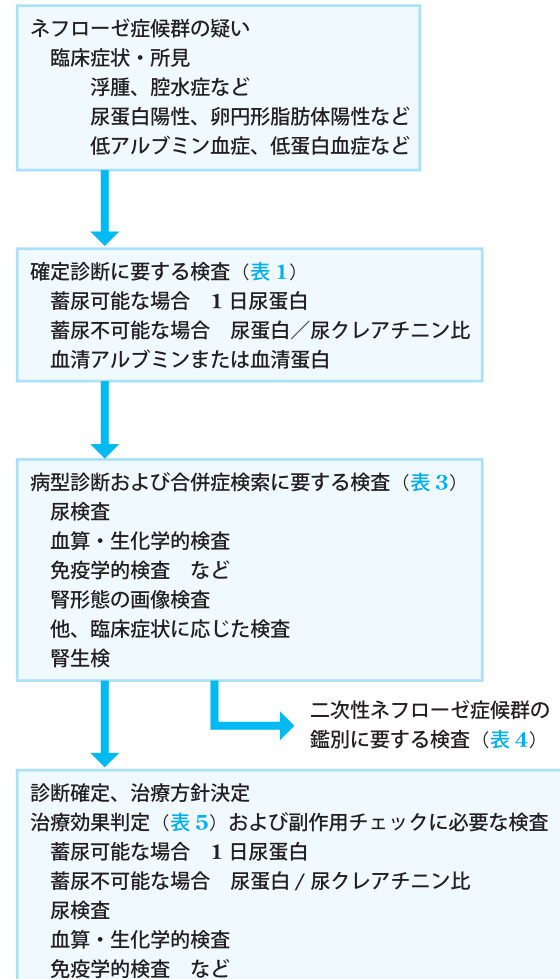 ネフローゼ症候群の疑い
臨床症状・所見
浮腫、腔水症など
尿蛋白陽性、卵円形脂肪体陽性など
低アルブミン血症、低蛋白血症など
確定診断に要する検査（表 1）
蓄尿可能な場合　1 日尿蛋白
蓄尿不可能な場合　尿蛋白／尿クレアチニン比
血清アルブミンまたは血清蛋白
病型診断および合併症検索に要する検査（表 3）
尿検査
血算・生化学的検査
免疫学的検査　など
腎形態の画像検査
他、臨床症状に応じた検査
腎生検
二次性ネフローゼ症候群の
鑑別に要する検査（表 4）
診断確定、治療方針決定
治療効果判定（表 5）および副作用チェックに必要な検査
蓄尿可能な場合　1 日尿蛋白
蓄尿不可能な場合　尿蛋白 / 尿クレアチニン比
尿検査
血算・生化学的検査
免疫学的検査　など